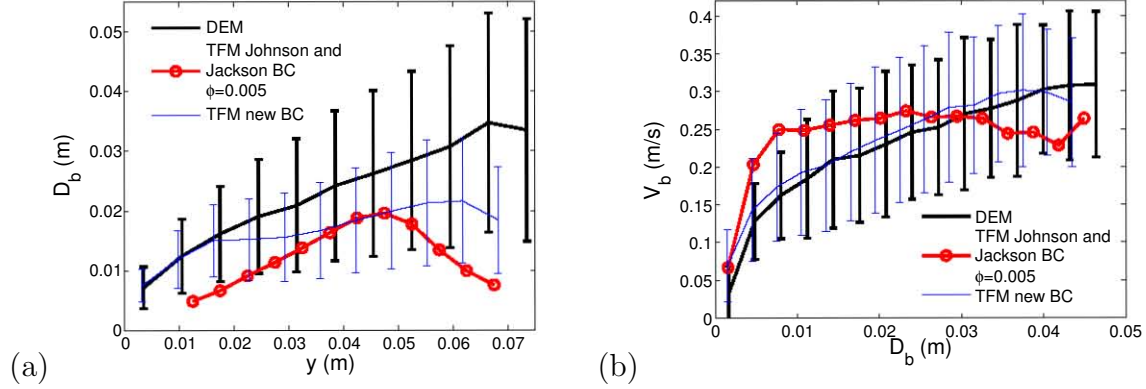 0.05
0.04
0.03
0.02
0.01
0
D_b (m)
DEM
TFM Johnson and
Jackson BC
ϕ=0.005
TFM new BC
0 0.01 0.02 0.03 0.04 0.05 0.06 0.07
y (m)
(a)
0.4
0.35
0.3
0.25
0.2
0.15
0.1
0.05
0
V_b (m/s)
DEM
TFM Johnson and
Jackson BC
ϕ=0.005
TFM new BC
0 0.01 0.02 0.03 0.04 0.05
D_b (m)
(b)